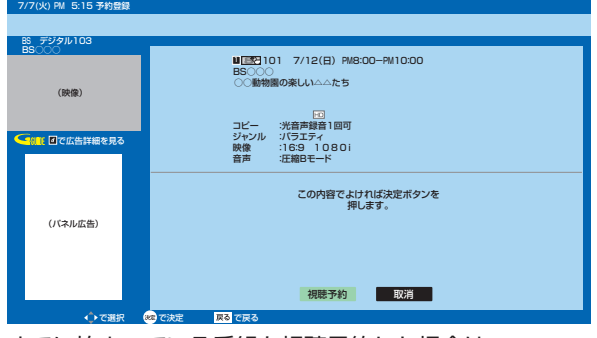 7/7(火) PM 5:15 予約登録
BS デジタル103
BS○○○
(映像)
GUIDE dで広告詳細を見る
(パネル広告)
101 7/12(日) PM8:00-PM10:00
BS○○○
○○動物園の楽しい△△たち
HD
コピー :光音声録音1回可
ジャンル :バラエティ
映像 :16:9 1080i
音声 :圧縮Bモード
この内容でよければ決定ボタンを
押します。
視聴予約 取消
で選択 決定 で決定 戻る で戻る